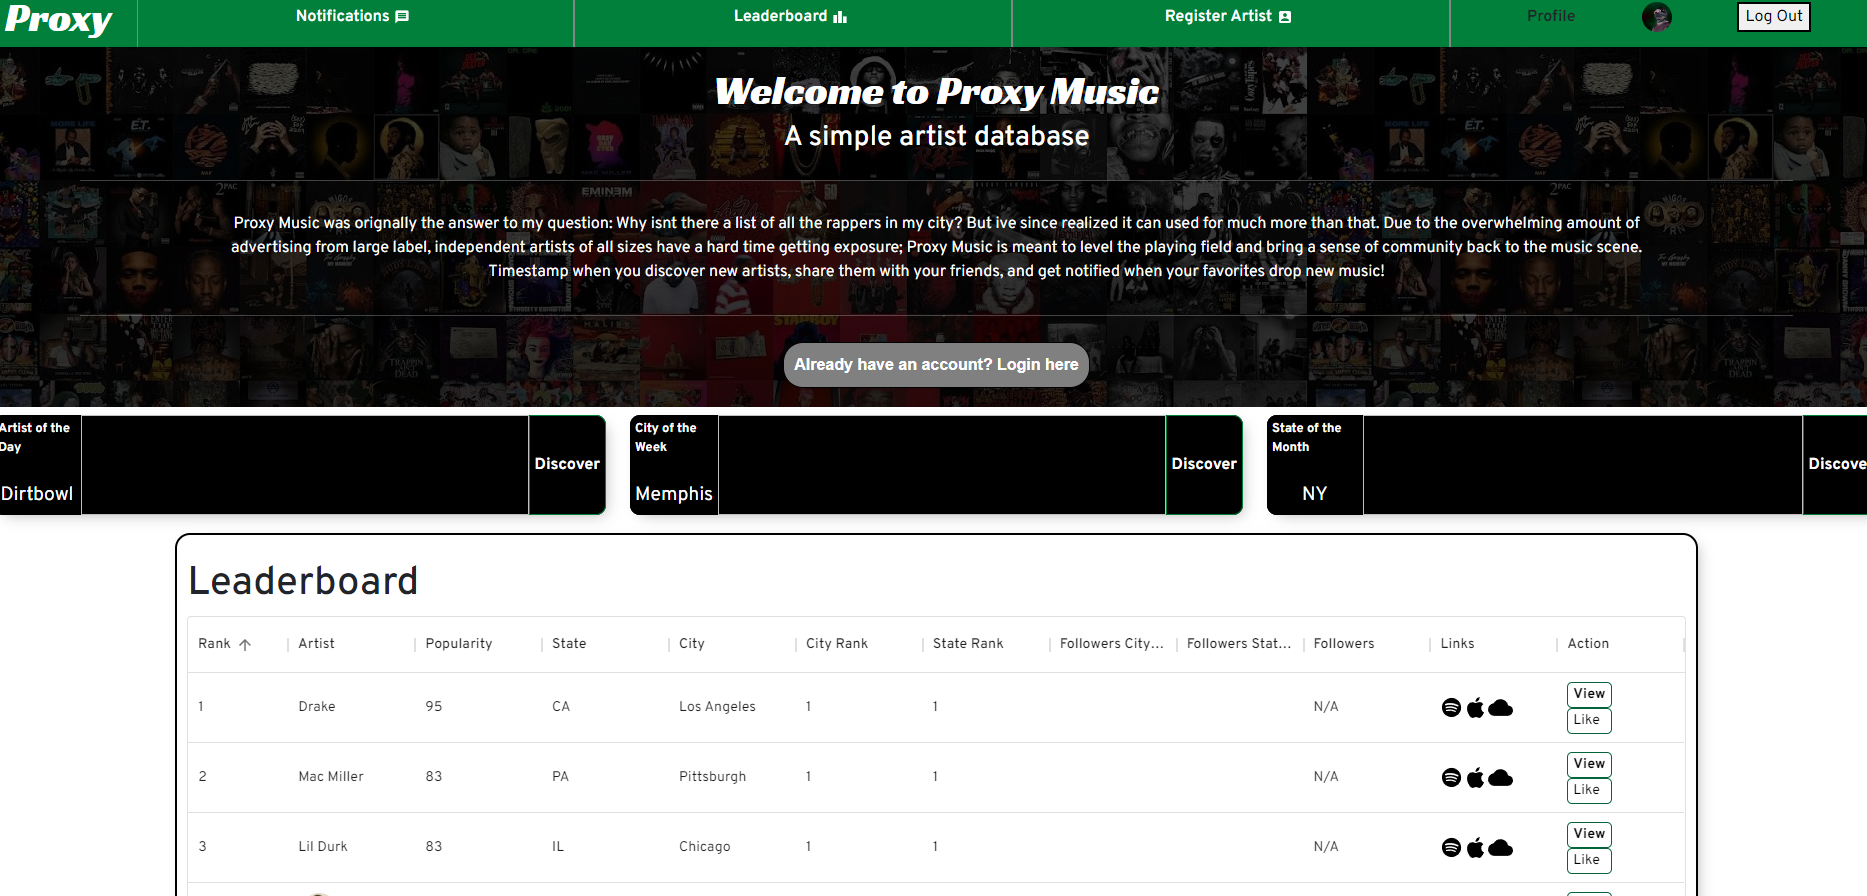 Proxy
Notifications
Leaderboard
Register Artist
Profile
Log Out
Welcome to Proxy Music
A simple artist database
Proxy Music was orignally the answer to my question: Why isnt there a list of all the rappers in my city? But ive since realized it can used for much more than that. Due to the overwhelming amount of
advertising from large label, independent artists of all sizes have a hard time getting exposure; Proxy Music is meant to level the playing field and bring a sense of community back to the music scene.
Timestamp when you discover new artists, share them with your friends, and get notified when your favorites drop new music!
Already have an account? Login here
Artist of the
Day
Dirtbowl
Discover
City of the
Week
Memphis
Discover
State of the
Month
NY
Discove
Leaderboard
Rank Artist Popularity State City City Rank State Rank Followers City... Followers Stat... Followers Links Action
1 Drake 95 CA Los Angeles 1 1 N/A View
Like
2 Mac Miller 83 PA Pittsburgh 1 1 N/A View
Like
3 Lil Durk 83 IL Chicago 1 1 N/A View
Like